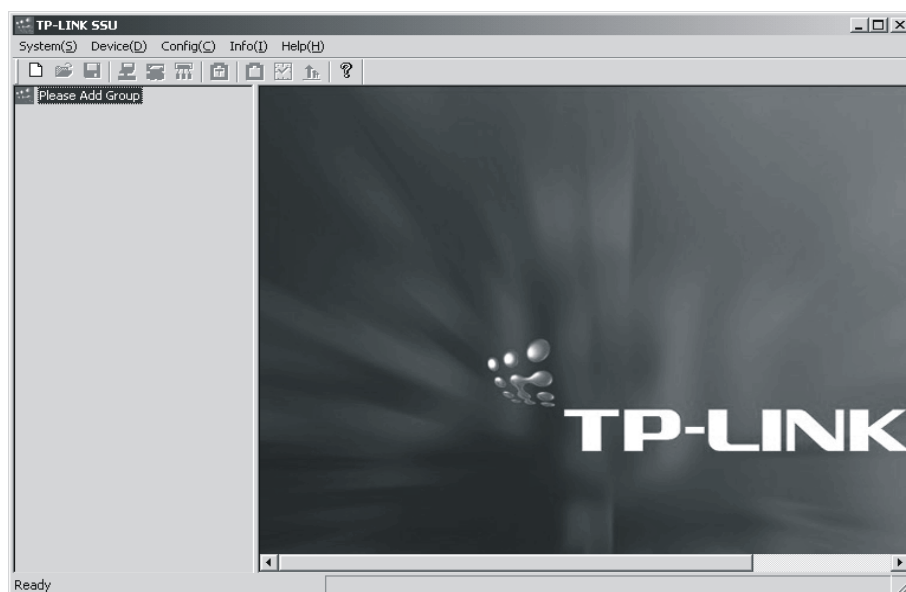 TP-LINK SSU
System(S) Device(D) Config(C) Info(I) Help(H)
Please Add Group
TP-LINK
Ready